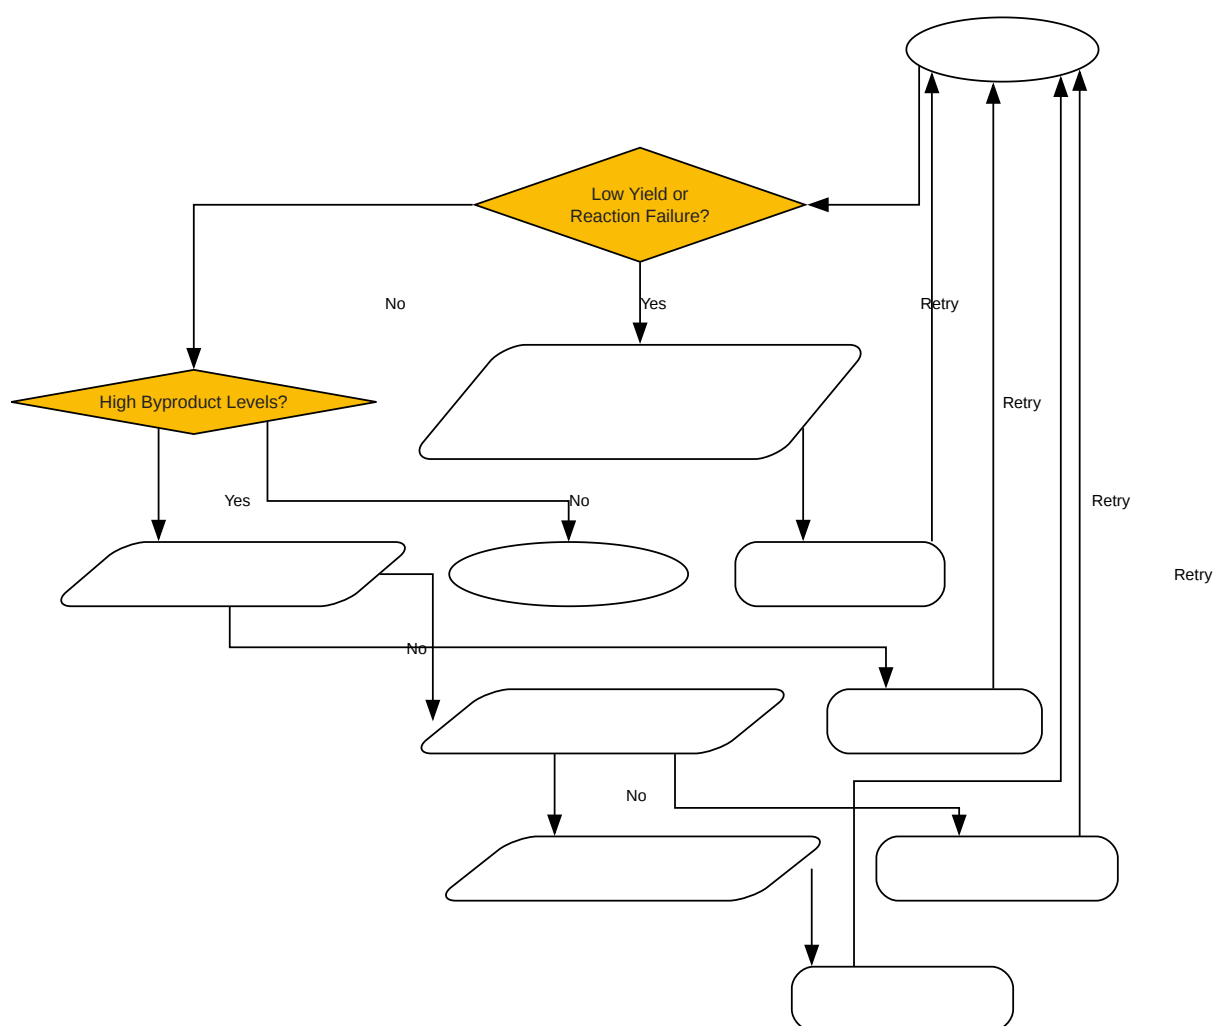 Low Yield or
Reaction Failure?
No
Yes
Retry
High Byproduct Levels?
Retry
Yes
No
Retry
Retry
No
No